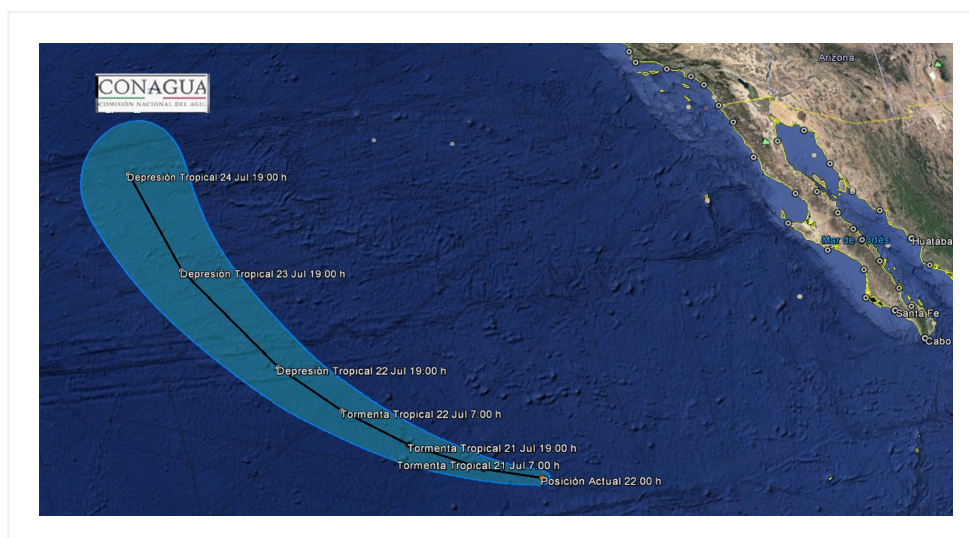 Arizona
CONAGUA
COMISIÓN NACIONAL DEL AGUA
Depresión Tropical 24 Jul 19:00 h
Mar de Cortés
Huataba
Depresión Tropical 23 Jul 19:00 h
Santa Fe
Cabo
Depresión Tropical 22 Jul 19:00 h
Tormenta Tropical 22 Jul 7:00 h
Tormenta Tropical 21 Jul 19:00 h
Tormenta Tropical 21 Jul 7:00 h
Posición Actual 22:00 h